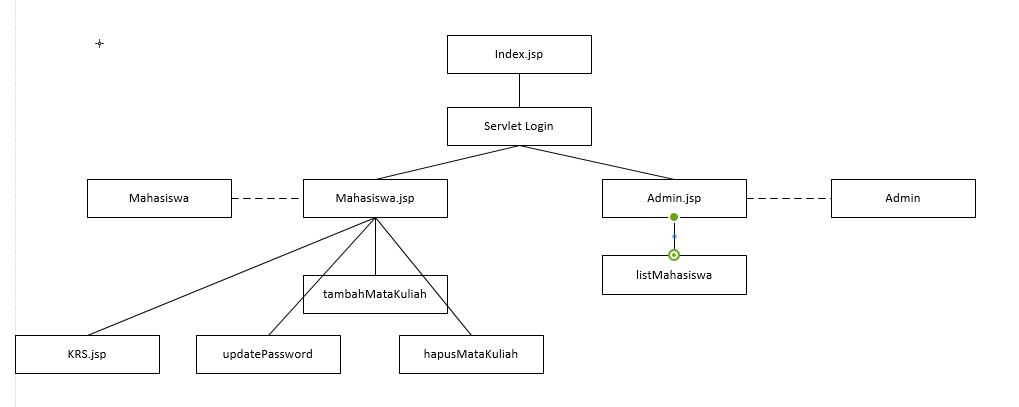 Index.jsp
Servlet Login
Mahasiswa
Mahasiswa.jsp
Admin.jsp
Admin
listMahasiswa
tambahMataKuliah
KRS.jsp
updatePassword
hapusMataKuliah